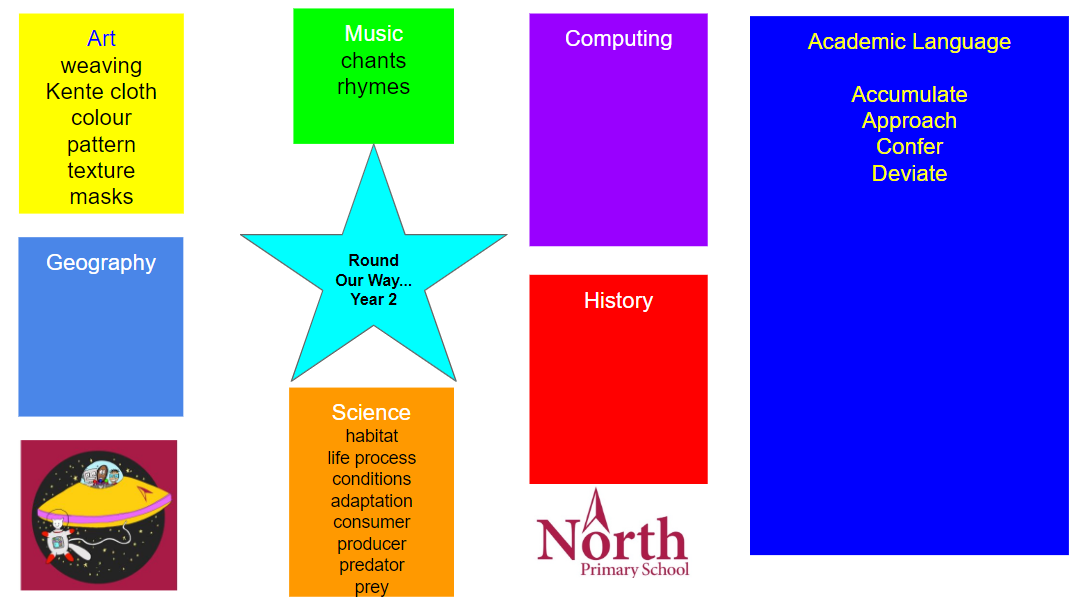 Art
weaving
Kente cloth
colour
pattern
texture
masks
Music
chants
rhymes
Computing
Academic Language
Accumulate
Approach
Confer
Deviate
Geography
Round
Our Way...
Year 2
History
Science
habitat
life process
conditions
adaptation
consumer
producer
predator
prey
North
Primary School